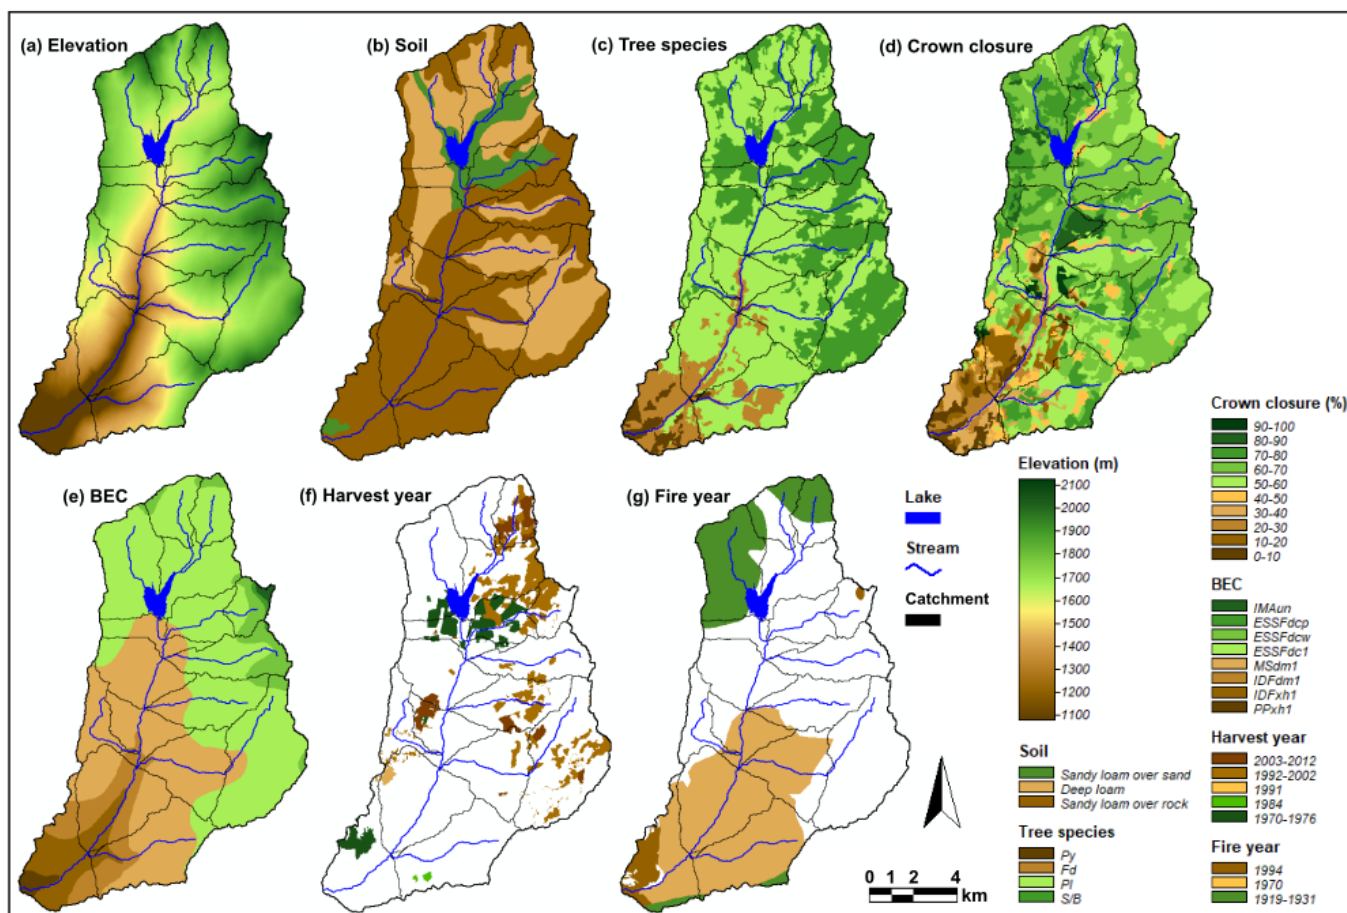 (a) Elevation
(b) Soil
(c) Tree species
(d) Crown closure
(e) BEC
(f) Harvest year
(g) Fire year
Lake
Stream
Catchment
0 1 2 4
km
Elevation (m)
2100
2000
1900
1800
1700
1600
1500
1400
1300
1200
1100
Soil
Sandy loam over sand
Deep loam
Sandy loam over rock
Tree species
Py
Fd
Pl
S/B
Crown closure (%)
90-100
80-90
70-80
60-70
50-60
40-50
30-40
20-30
10-20
0-10
BEC
IMAun
ESSFdcp
ESSFdcw
ESSFdc1
MSdm1
IDFdm1
IDFxh1
PPxh1
Harvest year
2003-2012
1992-2002
1991
1984
1970-1976
Fire year
1994
1970
1919-1931